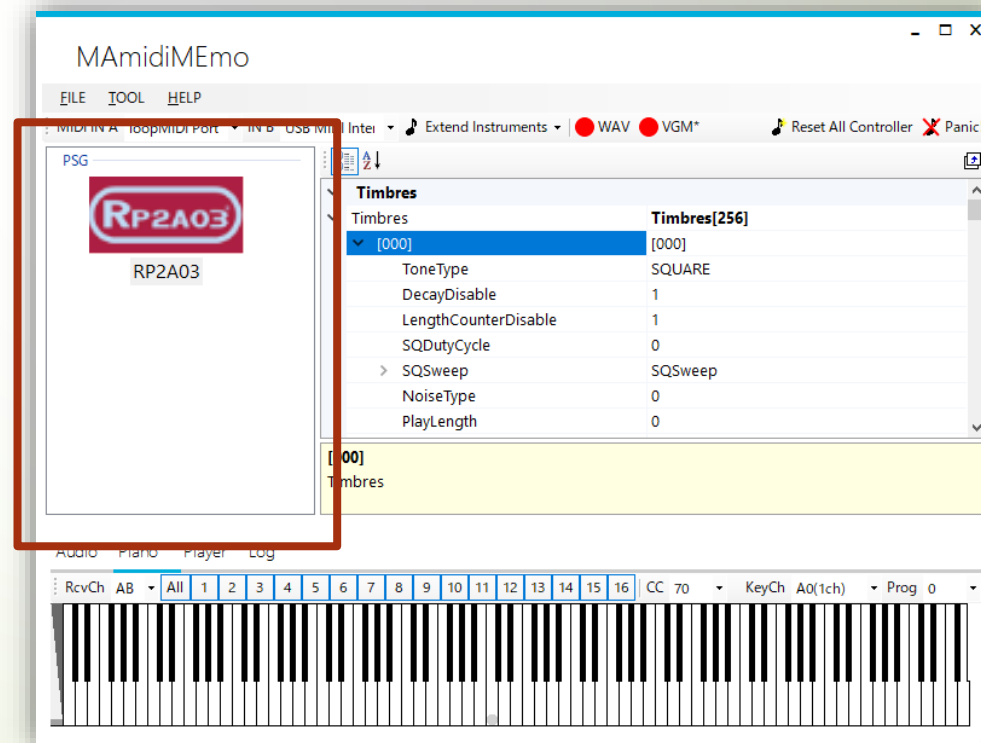 MAmidiMEmo
FILE TOOL HELP
MIDI IN A loopMIDI Port IN B USB MIDI Inter Extend Instruments WAV VGM* Reset All Controller Panic
PSG
RP2A03
RP2A03
Timbres
Timbres Timbres[256]
[000] [000]
ToneType SQUARE
DecayDisable 1
LengthCounterDisable 1
SQDutyCycle 0
SQSweep SQSweep
NoiseType 0
PlayLength 0
[000]
Timbres
Audio Piano Player Log
RcvCh AB All 1 2 3 4 5 6 7 8 9 10 11 12 13 14 15 16 CC 70 KeyCh A0(1ch) Prog 0